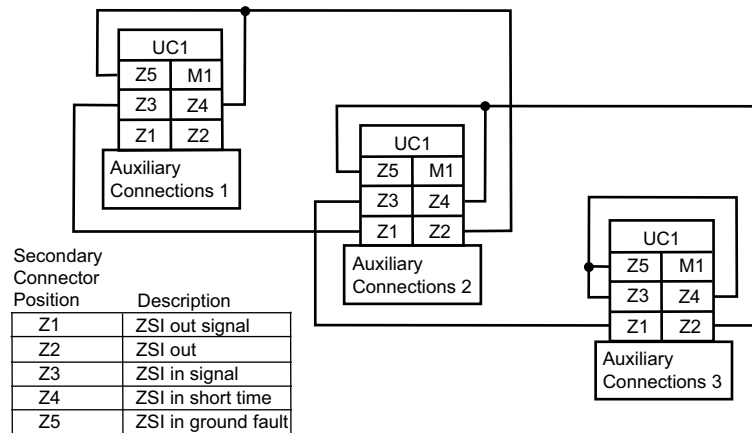 UC1
Z5 M1
Z3 Z4
Z1 Z2
Auxiliary
Connections 1
UC1
Z5 M1
Z3 Z4
Z1 Z2
Auxiliary
Connections 2
UC1
Z5 M1
Z3 Z4
Z1 Z2
Auxiliary
Connections 3
Secondary
Connector
Position Description
Z1 ZSI out signal
Z2 ZSI out
Z3 ZSI in signal
Z4 ZSI in short time
Z5 ZSI in ground fault